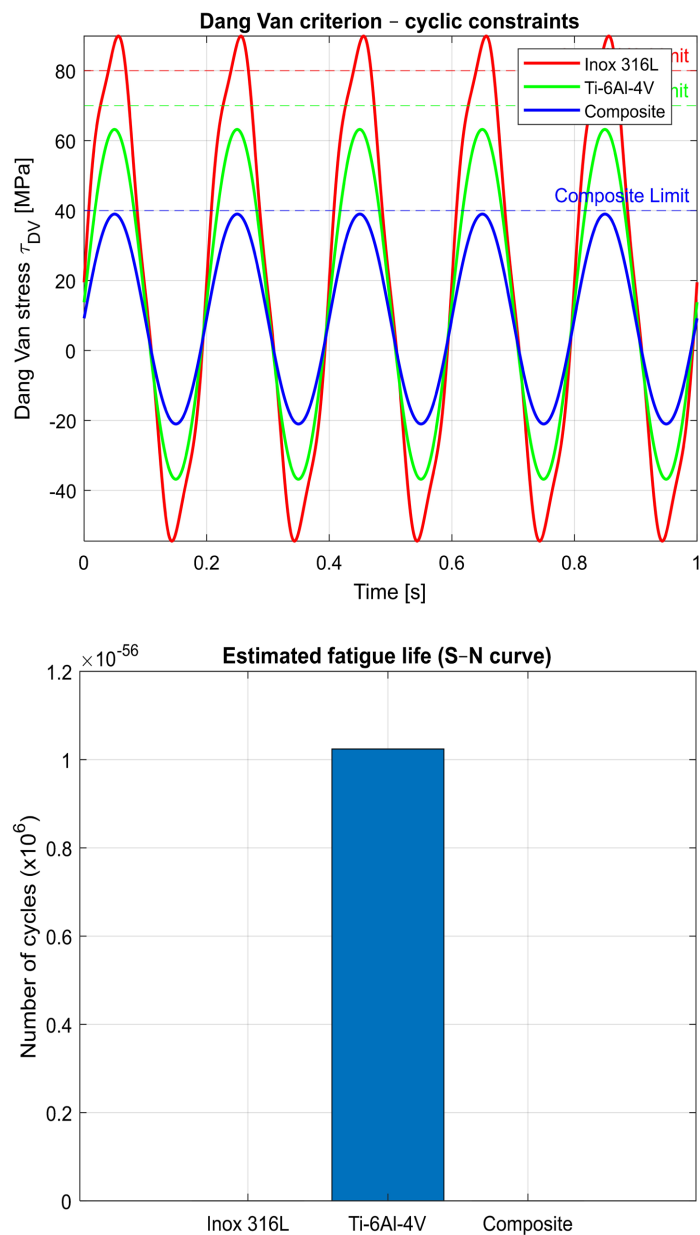 Dang Van criterion – cyclic constraints
Dang Van stress τDV [MPa]
80
60
40
20
0
-20
-40
Inox 316L
Ti-6Al-4V
Composite
Composite Limit
0
0.2
0.4
0.6
0.8
1
Time [s]
Estimated fatigue life (S–N curve)
×10-56
Number of cycles (x106)
1.2
1
0.8
0.6
0.4
0.2
0
Inox 316L
Ti-6Al-4V
Composite